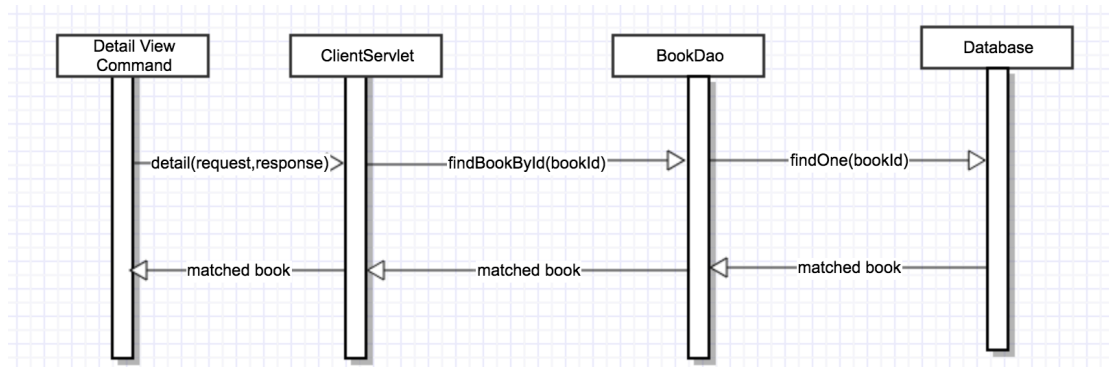 Detail View
Command
ClientServlet
BookDao
Database
detail(request,response)
findBookById(bookId)
findOne(bookId)
matched book
matched book
matched book